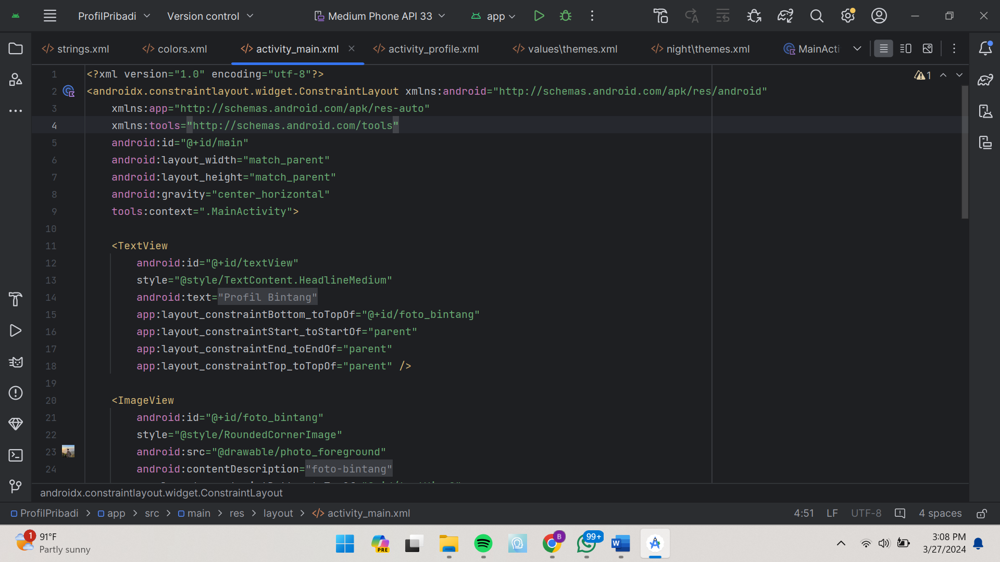 ProfilPribadi Version control Medium Phone API 33 app
strings.xml colors.xml activity_main.xml activity_profile.xml values\themes.xml night\themes.xml MainActi
1 <?xml version="1.0" encoding="utf-8"?> 1
2 <androidx.constraintlayout.widget.ConstraintLayout xmlns:android="http://schemas.android.com/apk/res/android"
3 xmlns:app="http://schemas.android.com/apk/res-auto"
4 xmlns:tools="http://schemas.android.com/tools"
5 android:id="@+id/main"
6 android:layout_width="match_parent"
7 android:layout_height="match_parent"
8 android:gravity="center_horizontal"
9 tools:context=".MainActivity">
10
11 <TextView
12 android:id="@+id/textView"
13 style="@style/TextContent.HeadlineMedium"
14 android:text="Profil Bintang"
15 app:layout_constraintBottom_toTopOf="@+id/foto_bintang"
16 app:layout_constraintStart_toStartOf="parent"
17 app:layout_constraintEnd_toEndOf="parent"
18 app:layout_constraintTop_toTopOf="parent" />
19
20 <ImageView
21 android:id="@+id/foto_bintang"
22 style="@style/RoundedCornerImage"
23 android:src="@drawable/photo_foreground"
24 android:contentDescription="foto-bintang"
androidx.constraintlayout.widget.ConstraintLayout
ProfilPribadi > app > src > main > res > layout > activity_main.xml 4:51 LF UTF-8 4 spaces
1 91°F
Partly sunny
PRE
B
99+
W
3:08 PM
3/27/2024